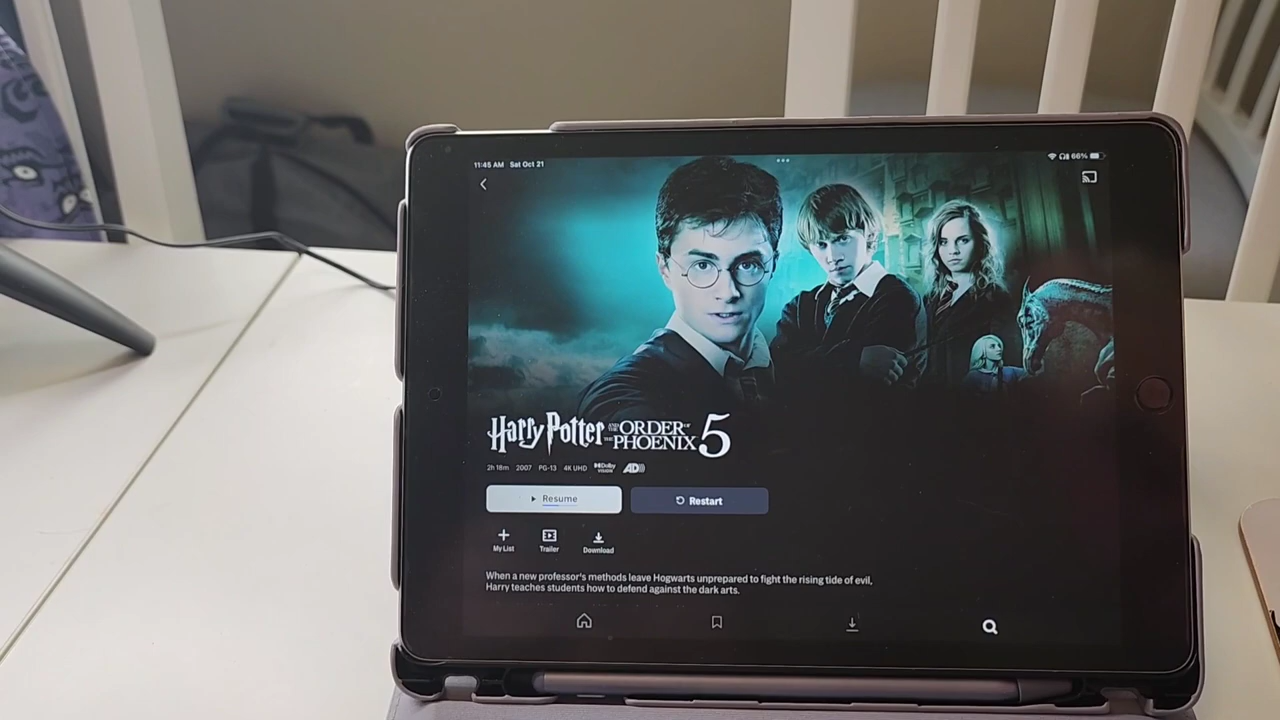 11:45 AM Sat Oct 21
66%
Harry Potter AND THE ORDER OF THE PHOENIX 5
2h 18m 2007 PG-13 4K UHD Dolby VISION AD
Resume
Restart
My List
Trailer
Download
When a new professor's methods leave Hogwarts unprepared to fight the rising tide of evil,
Harry teaches students how to defend against the dark arts.